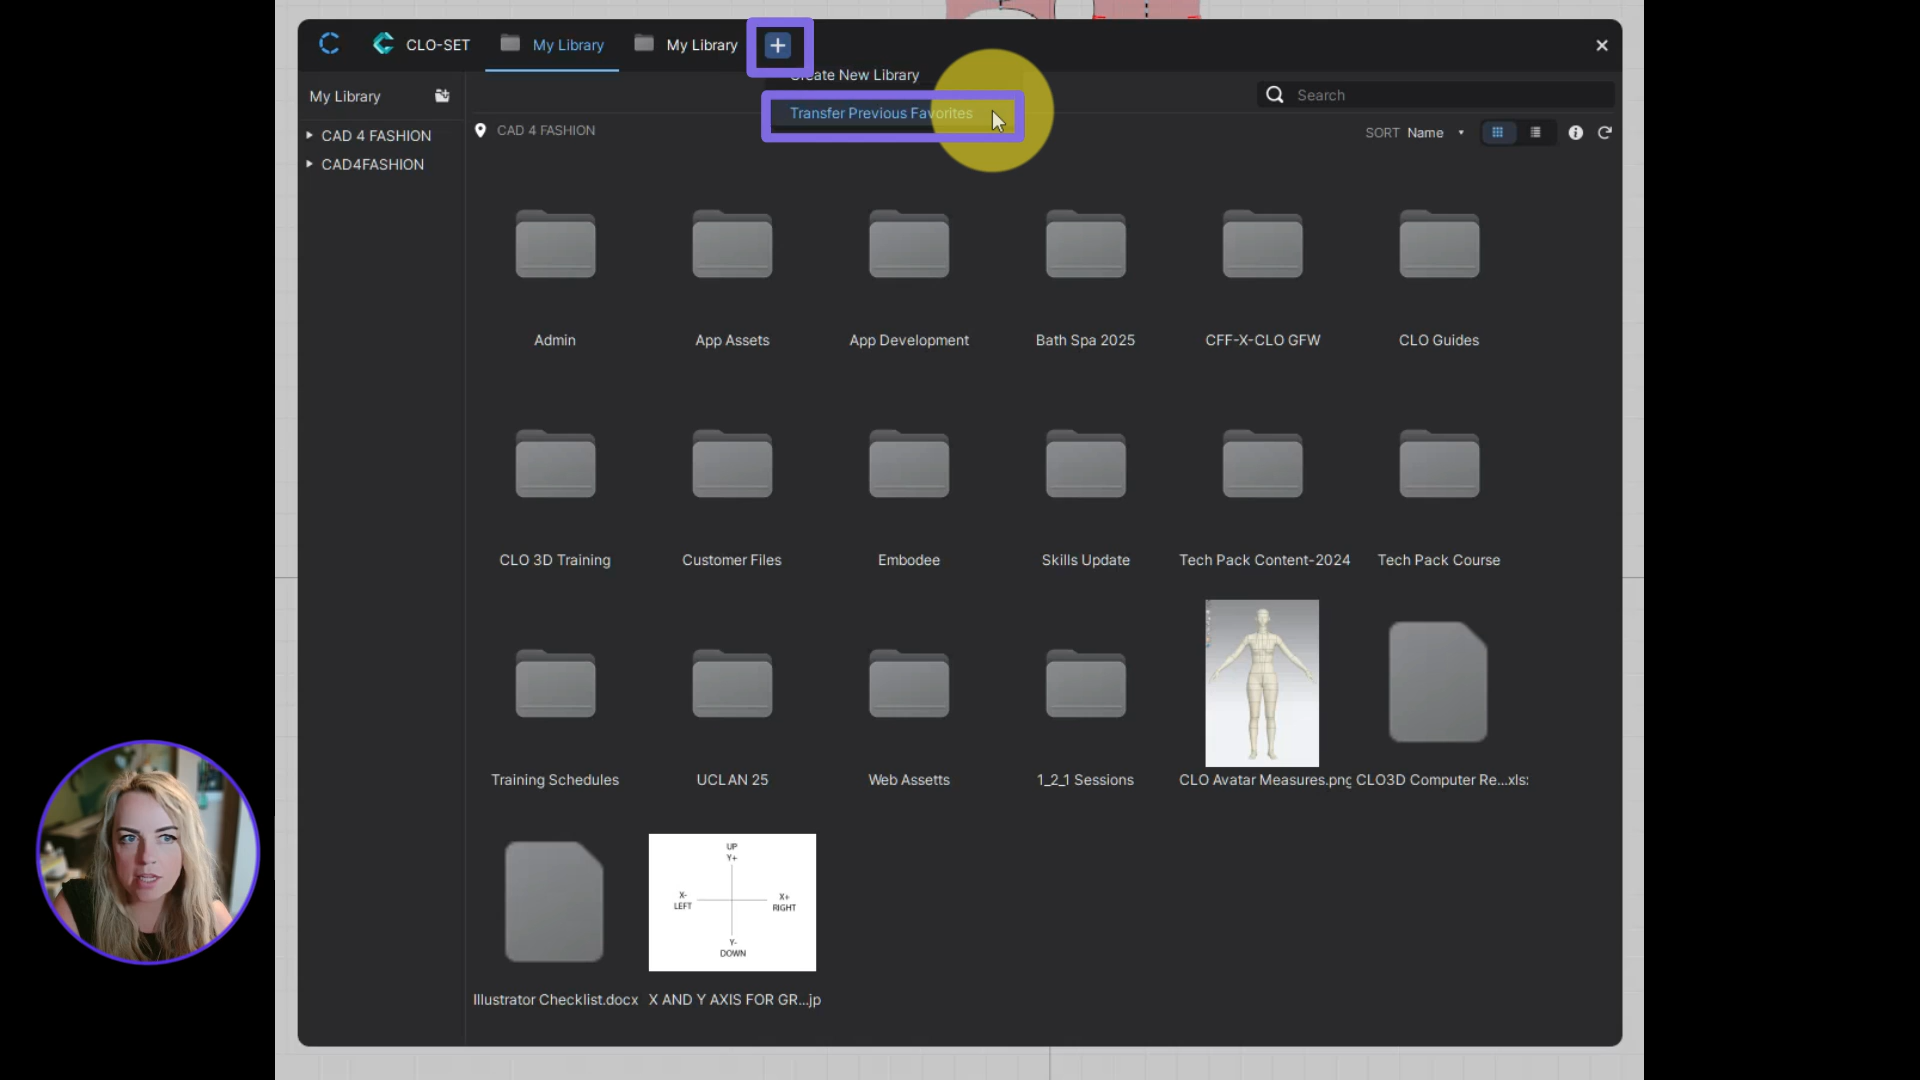 CLO-SET
My Library
My Library
Create New Library
Transfer Previous Favorites
My Library
Search
CAD 4 FASHION
CAD4FASHION
CAD 4 FASHION
SORT Name
Admin
App Assets
App Development
Bath Spa 2025
CFF-X-CLO GFW
CLO Guides
CLO 3D Training
Customer Files
Embodee
Skills Update
Tech Pack Content-2024
Tech Pack Course
Training Schedules
UCLAN 25
Web Assetts
1_2_1 Sessions
CLO Avatar Measures.png
CLO3D Computer Re...xls:
UP
Y+
X-
LEFT
X+
RIGHT
Y-
DOWN
Illustrator Checklist.docx
X AND Y AXIS FOR GR...jp